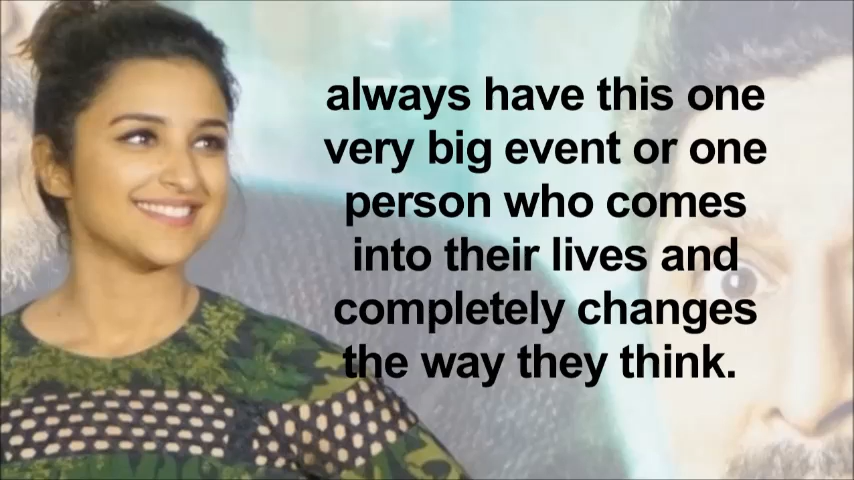 always have this one
very big event or one
person who comes
into their lives and
completely changes
the way they think.